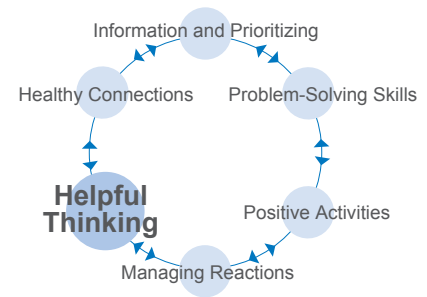 Information and Prioritizing
Healthy Connections
Problem-Solving Skills
Helpful
Thinking
Positive Activities
Managing Reactions